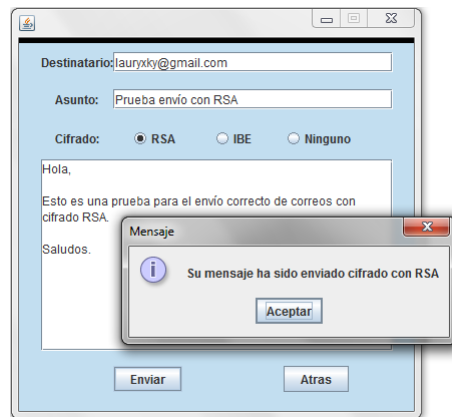 Destinatario: lauryxky@gmail.com
Asunto: Prueba envío con RSA
Cifrado: RSA IBE Ninguno
Hola,
Esto es una prueba para el envío correcto de correos con
cifrado RSA.
Saludos.
Mensaje
Su mensaje ha sido enviado cifrado con RSA
Aceptar
Enviar Atras